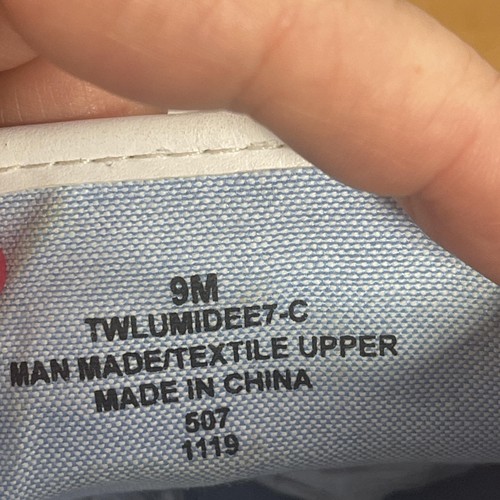 9M
TWLUMIDEE7-C
MAN MADE/TEXTILE UPPER
MADE IN CHINA
507
1119